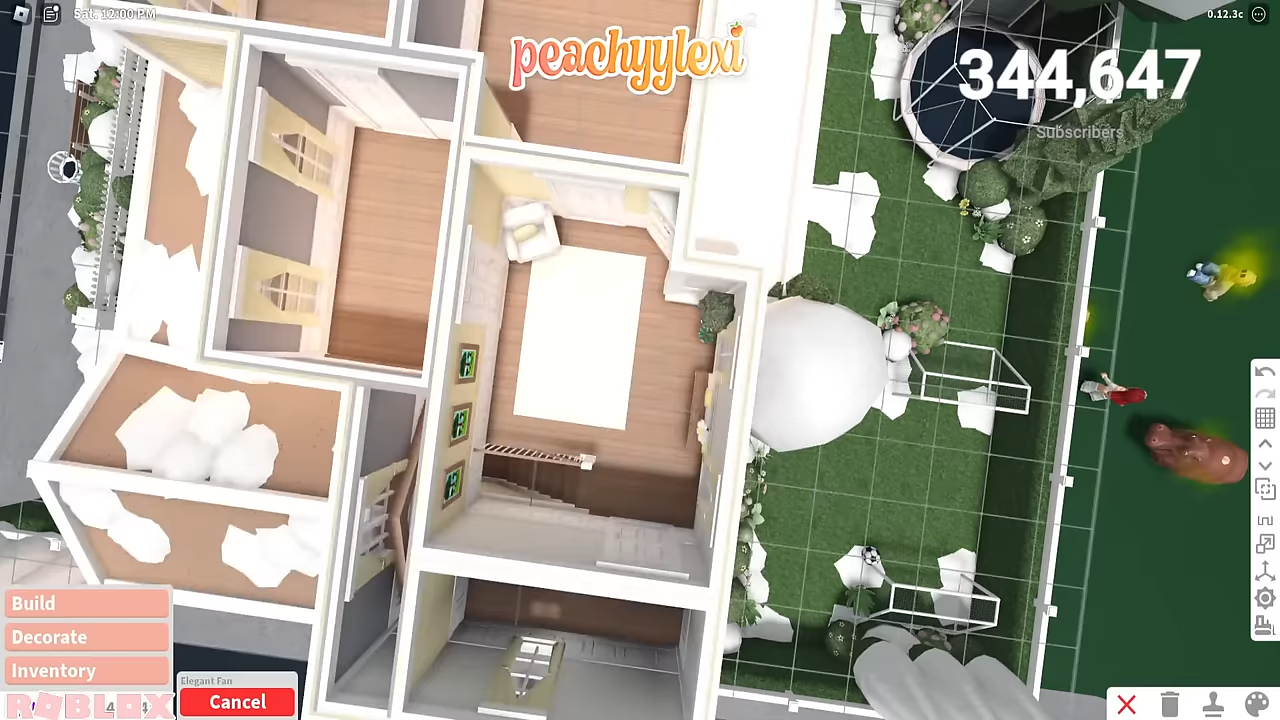 Sat. 12:00 PM
0.12.3c
peachyylexi
344,647
Subscribers
Build
Decorate
Inventory
Elegant Fan
Cancel
ROBLOX